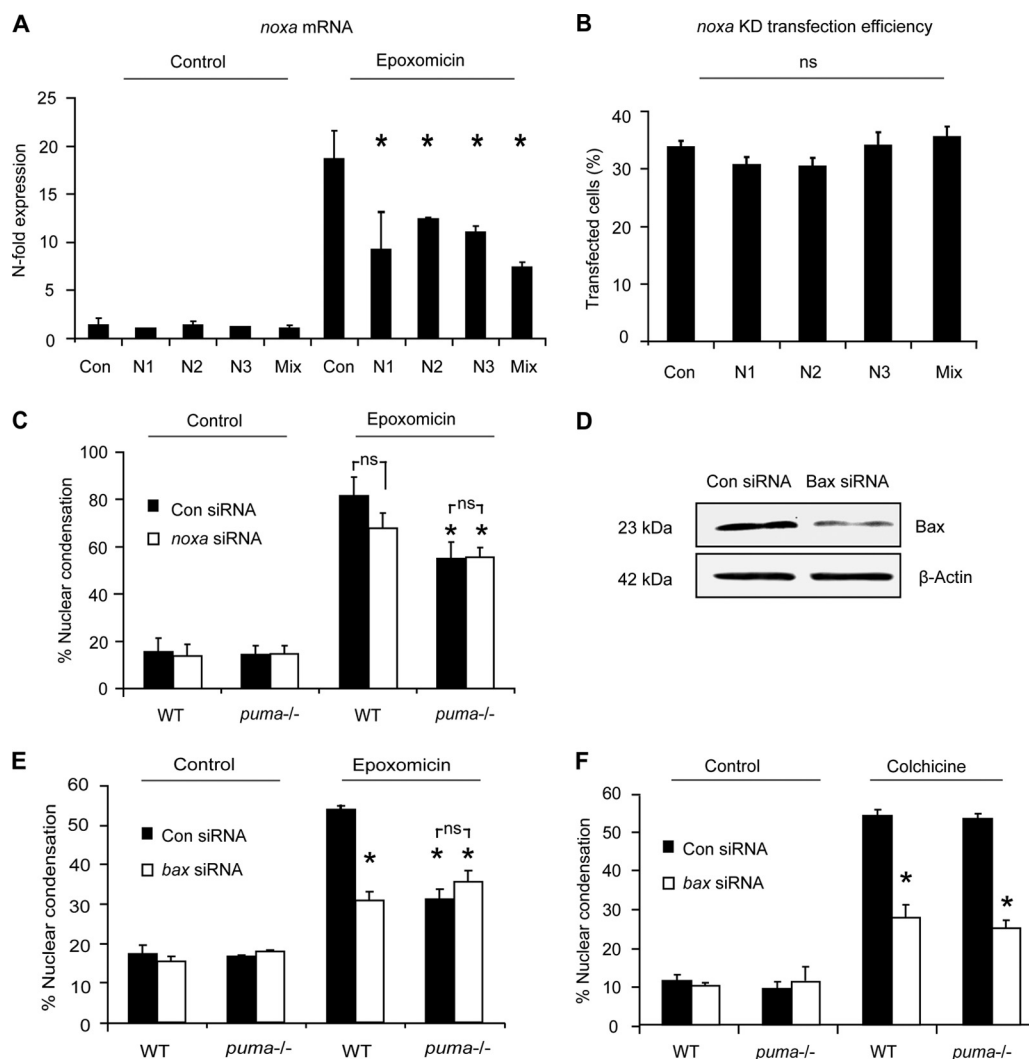 A
noxa mRNA
Control
Epoxomicin
N-fold expression
25
20
15
10
5
0
* * * *
Con N1 N2 N3 Mix Con N1 N2 N3 Mix
B
noxa KD transfection efficiency
ns
Transfected cells (%)
40
30
20
10
0
Con N1 N2 N3 Mix
C
Control
Epoxomicin
% Nuclear condensation
100
80
60
40
20
0
Con siRNA
noxa siRNA
ns
ns
* *
WT puma-/- WT puma-/-
D
Con siRNA Bax siRNA
23 kDa Bax
42 kDa β-Actin
E
Control
Epoxomicin
% Nuclear condensation
60
50
40
30
20
10
0
Con siRNA
bax siRNA
ns
* * *
WT puma-/- WT puma-/-
F
Control
Colchicine
% Nuclear condensation
60
50
40
30
20
10
0
Con siRNA
bax siRNA
* *
WT puma-/- WT puma-/-